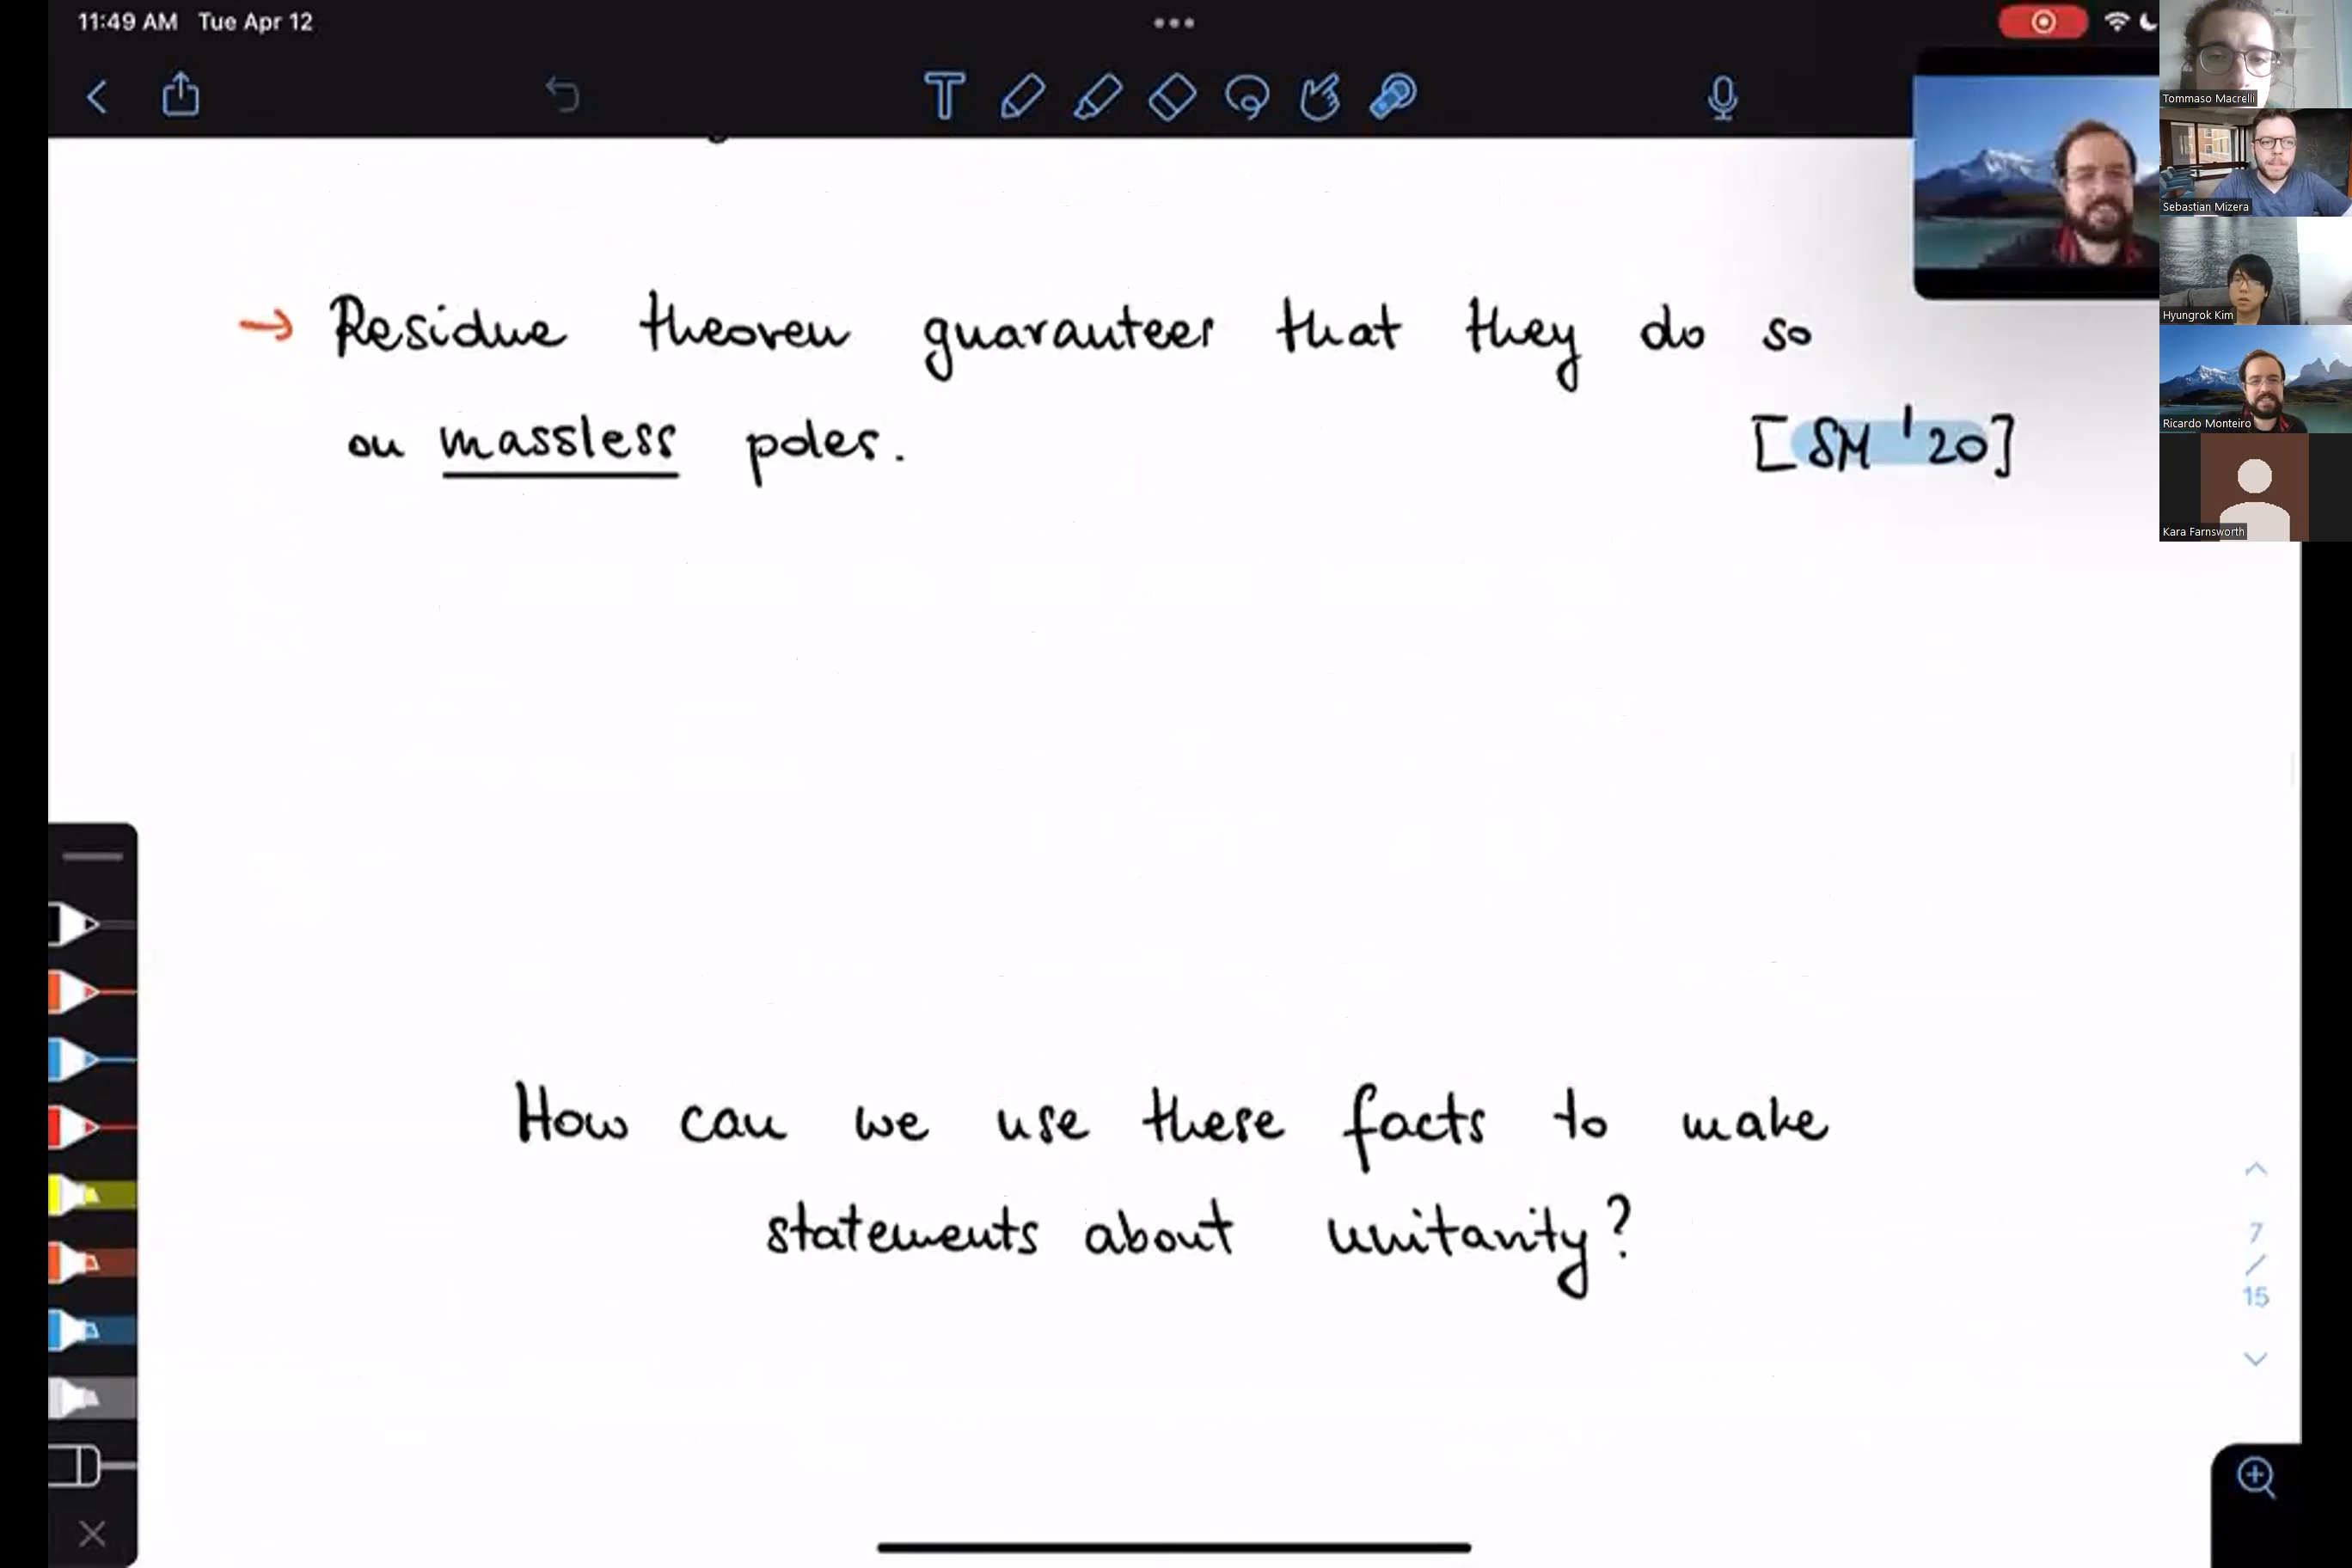 11:49 AM Tue Apr 12
→ Residue theorem guarantees that they do so
on massless poles. [SM '20]
How can we use these facts to make
statements about unitarity?
7
/
15
Tommaso Macrelli
Sebastian Mizera
Hyungrok Kim
Ricardo Monteiro
Kara Farnsworth